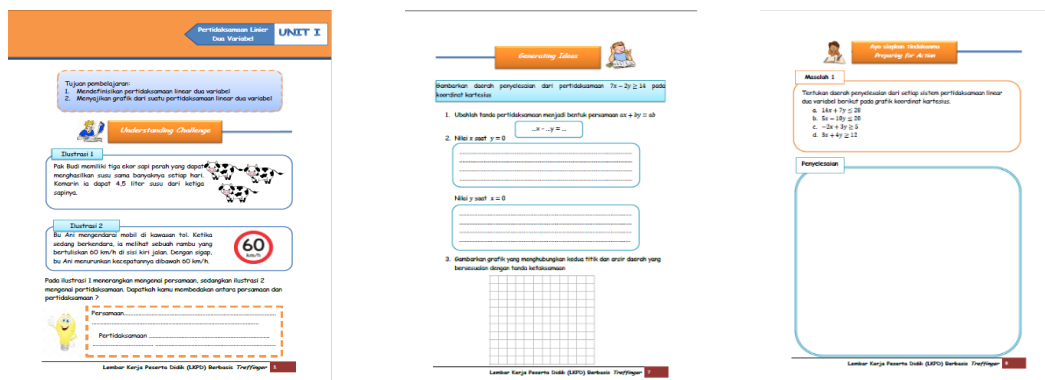 Pertidaksamaan Linier
Dua Variabel
UNIT I
Tujuan pembelajaran:
1. Mendefinisikan pertidaksamaan linear dua variabel
2. Menyajikan grafik dari suatu pertidaksamaan linear dua variabel
Understanding Challenge
Ilustrasi 1
Pak Budi memiliki tiga ekor sapi perah yang dapat
menghasilkan susu sama banyaknya setiap hari.
Kemarin ia dapat 4,5 liter susu dari ketiga
sapinya.
Ilustrasi 2
Bu Ani mengendarai mobil di kawasan tol. Ketika
sedang berkendara, ia melihat sebuah rambu yang
bertuliskan 60 km/h di sisi kiri jalan. Dengan sigap,
bu Ani menurunkan kecepatannya dibawah 60 km/h.
60
km/h
Pada ilustrasi 1 menerangkan mengenai persamaan, sedangkan ilustrasi 2
mengenai pertidaksamaan. Dapatkah kamu membedakan antara persamaan dan
pertidaksamaan ?
Persamaan
Pertidaksamaan
Lembar Kerja Peserta Didik (LKPD) Berbasis Treffinger 1
Generating Ideas
Gambarkan daerah penyelesaian dari pertidaksamaan 7x − 2y ≥ 14 pada
koordinat kartesius
1. Ubahlah tanda pertidaksamaan menjadi bentuk persamaan ax + by = ab
...x - ...y = ...
2. Nilai x saat y = 0
Nilai y saat x = 0
3. Gambarkan grafik yang menghubungkan kedua titik dan arsir daerah yang
bersesuaian dengan tanda ketaksamaan
Lembar Kerja Peserta Didik (LKPD) Berbasis Treffinger 7
Ayo siapkan tindakanmu
Preparing for Action
Masalah 1
Tentukan daerah penyelesaian dari setiap sistem pertidaksamaan linear
dua variabel berikut pada grafik koordinat kartesius.
a. 14x + 7y ≤ 28
b. 5x − 10y ≤ 20
c. −2x + 3y ≥ 5
d. 3x + 4y ≥ 12
Penyelesaian
Lembar Kerja Peserta Didik (LKPD) Berbasis Treffinger